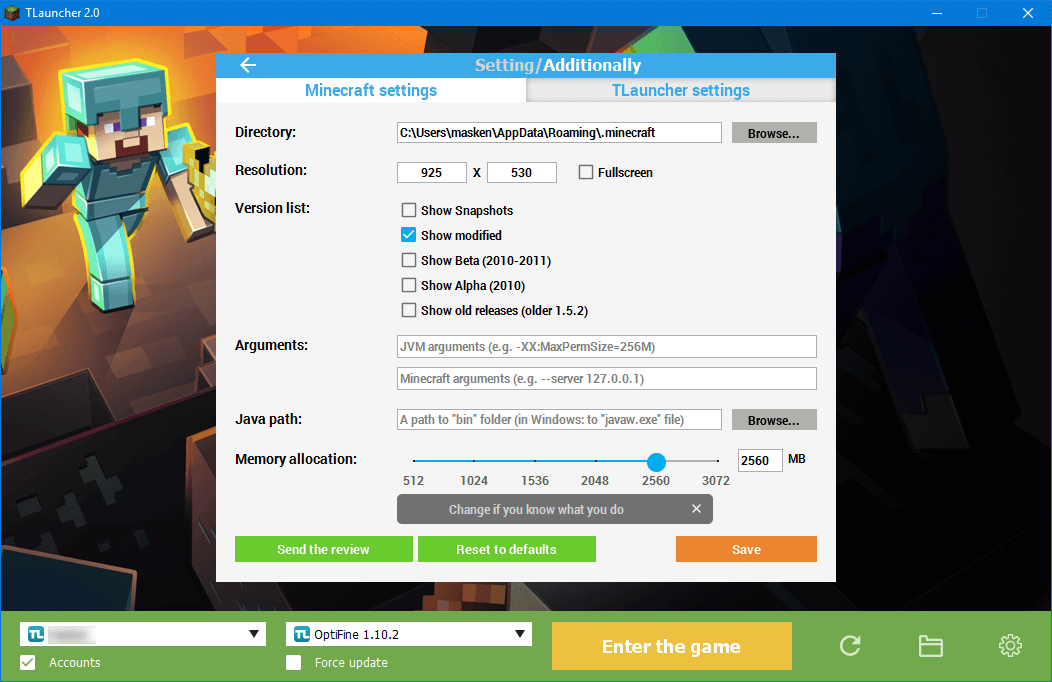 TLauncher 2.0
Setting/Additionally
Minecraft settings TLauncher settings
Directory: C:\Users\masken\AppData\Roaming\.minecraft Browse...
Resolution: 925 X 530 Fullscreen
Version list: Show Snapshots
Show modified
Show Beta (2010-2011)
Show Alpha (2010)
Show old releases (older 1.5.2)
Arguments: JVM arguments (e.g. -XX:MaxPermSize=256M)
Minecraft arguments (e.g. --server 127.0.0.1)
Java path: A path to "bin" folder (in Windows: to "javaw.exe" file) Browse...
Memory allocation: 2560 MB
512 1024 1536 2048 2560 3072
Change if you know what you do
Send the review Reset to defaults Save
TL TL OptiFine 1.10.2 Enter the game
Accounts Force update